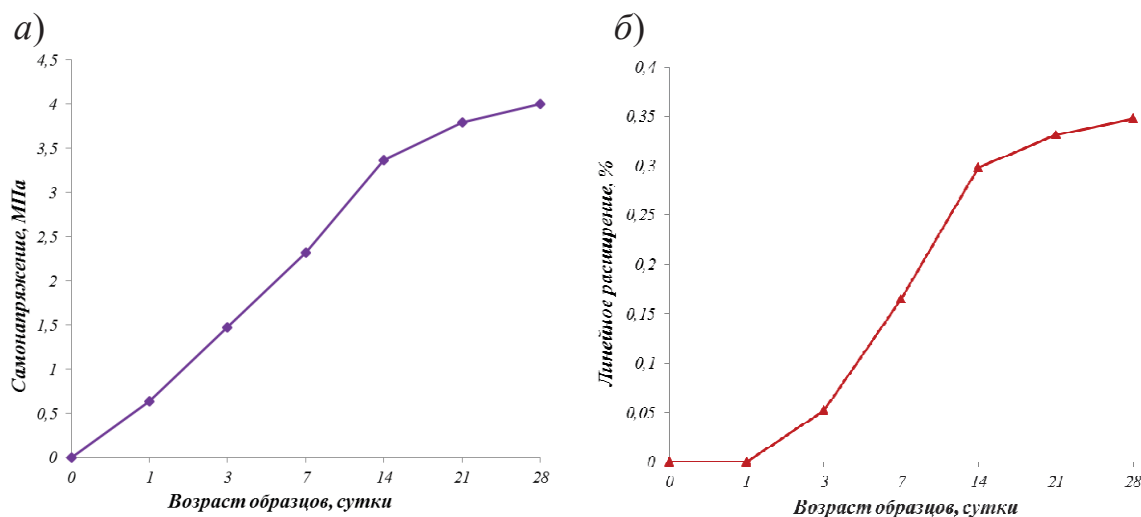 а)
Самонапряжение, МПа
4,5
4
3,5
3
2,5
2
1,5
1
0,5
0
0 1 3 7 14 21 28
Возраст образцов, сутки
б)
Линейное расширение, %
0,4
0,35
0,3
0,25
0,2
0,15
0,1
0,05
0
0 1 3 7 14 21 28
Возраст образцов, сутки